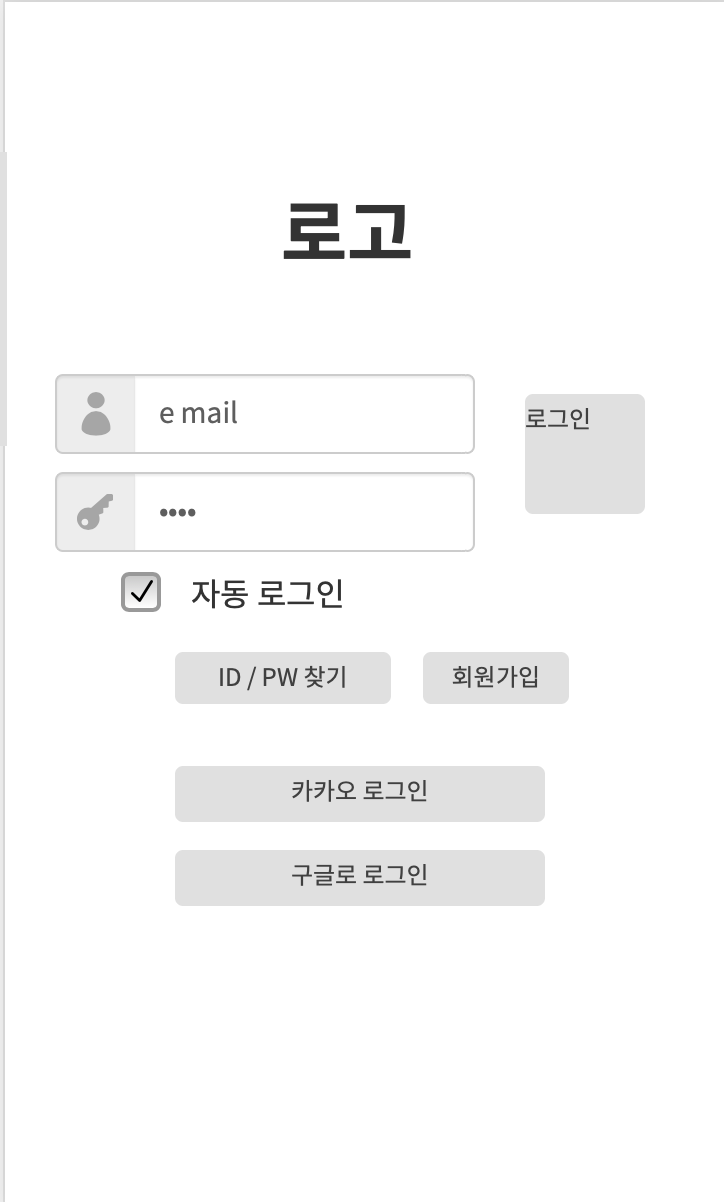 로고
e mail
로그인
••••
자동 로그인
ID / PW 찾기
회원가입
카카오 로그인
구글로 로그인